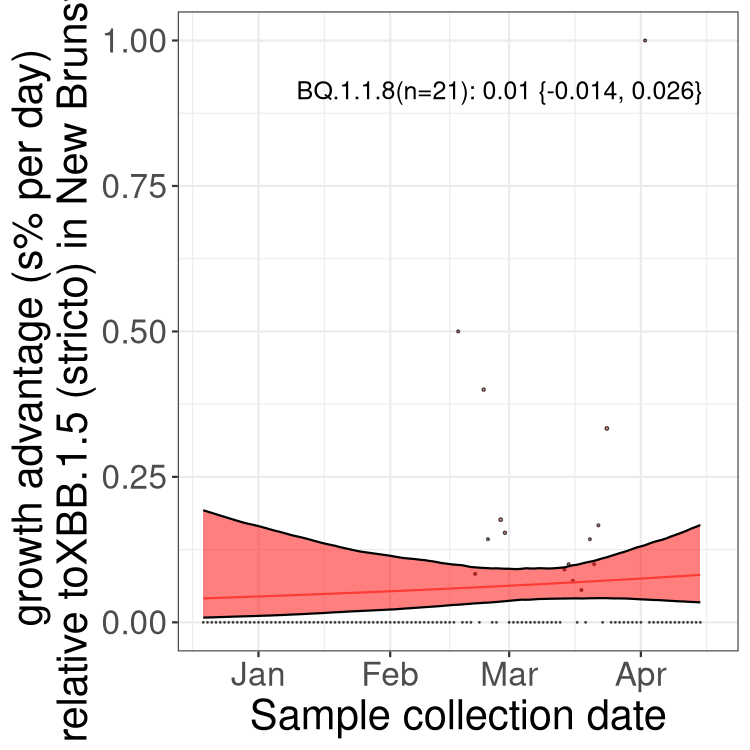 growth advantage (s% per day)
relative toXBB.1.5 (stricto) in New Bruns
1.00
0.75
0.50
0.25
0.00
BQ.1.1.8(n=21): 0.01 {-0.014, 0.026}
Jan Feb Mar Apr
Sample collection date